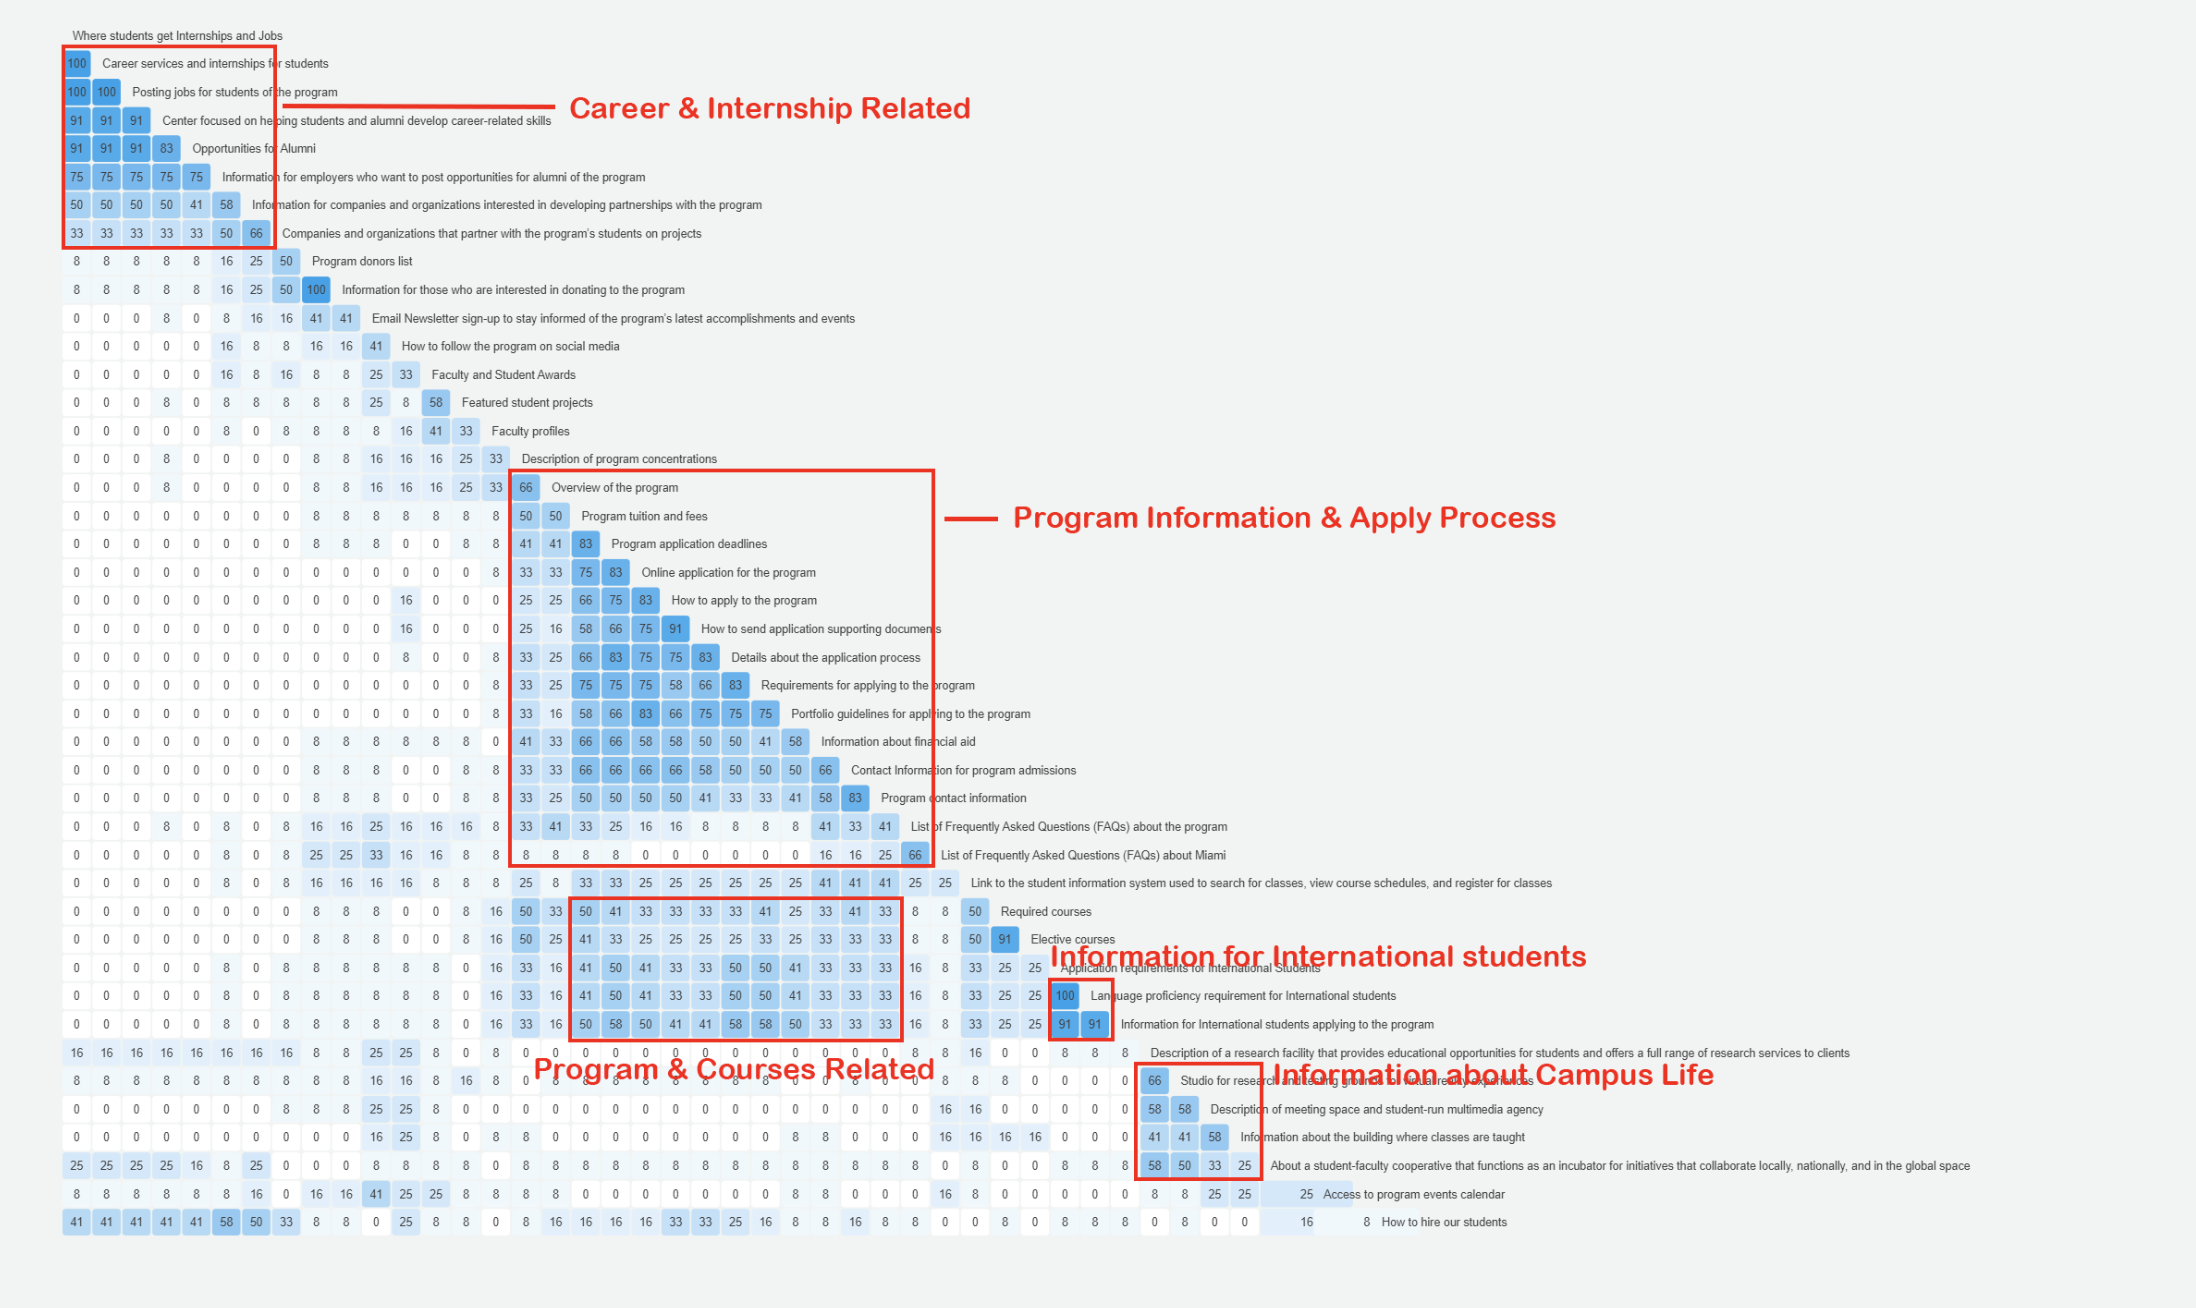 Where students get Internships and Jobs
100 Career services and internships for students
100 100 Posting jobs for students of the program
Career & Internship Related
91 91 91 Center focused on helping students and alumni develop career-related skills
91 91 91 83 Opportunities for Alumni
75 75 75 75 75 Information for employers who want to post opportunities for alumni of the program
50 50 50 50 41 58 Information for companies and organizations interested in developing partnerships with the program
33 33 33 33 33 50 66 Companies and organizations that partner with the program's students on projects
8 8 8 8 8 16 25 50 Program donors list
8 8 8 8 8 16 25 50 100 Information for those who are interested in donating to the program
0 0 0 8 0 8 16 16 41 41 Email Newsletter sign-up to stay informed of the program's latest accomplishments and events
0 0 0 0 0 16 8 8 16 16 41 How to follow the program on social media
0 0 0 0 0 16 8 16 8 8 25 33 Faculty and Student Awards
0 0 0 8 0 8 8 8 8 8 25 8 58 Featured student projects
0 0 0 0 0 8 0 8 8 8 8 16 41 33 Faculty profiles
0 0 0 8 0 0 0 0 8 8 16 16 16 25 33 Description of program concentrations
0 0 0 8 0 0 0 0 8 8 16 16 16 25 33 66 Overview of the program
0 0 0 0 0 0 0 0 8 8 8 8 8 8 8 50 50 Program tuition and fees
Program Information & Apply Process
0 0 0 0 0 0 0 0 8 8 8 0 0 8 8 41 41 83 Program application deadlines
0 0 0 0 0 0 0 0 0 0 0 0 0 0 8 33 33 75 83 Online application for the program
0 0 0 0 0 0 0 0 0 0 0 16 0 0 0 25 25 66 75 83 How to apply to the program
0 0 0 0 0 0 0 0 0 0 0 16 0 0 0 25 16 58 66 75 91 How to send application supporting documents
0 0 0 0 0 0 0 0 0 0 0 8 0 0 8 33 25 66 83 75 75 83 Details about the application process
0 0 0 0 0 0 0 0 0 0 0 0 0 0 8 33 25 75 75 75 58 66 83 Requirements for applying to the program
0 0 0 0 0 0 0 0 0 0 0 0 0 0 8 33 16 58 66 83 66 75 75 75 Portfolio guidelines for applying to the program
0 0 0 0 0 0 0 0 8 8 8 8 8 8 0 41 33 66 66 58 58 50 50 41 58 Information about financial aid
0 0 0 0 0 0 0 0 8 8 8 0 0 8 8 33 33 66 66 66 66 58 50 50 50 66 Contact Information for program admissions
0 0 0 0 0 0 0 0 8 8 8 0 0 8 8 33 25 50 50 50 50 41 33 33 41 58 83 Program contact information
0 0 0 8 0 8 0 8 16 16 25 16 16 16 8 33 41 33 25 16 16 8 8 8 8 41 33 41 List of Frequently Asked Questions (FAQs) about the program
0 0 0 0 0 8 0 8 25 25 33 16 16 8 8 8 8 8 8 0 0 0 0 0 0 16 16 25 66 List of Frequently Asked Questions (FAQs) about Miami
0 0 0 0 0 8 0 8 16 16 16 16 8 8 8 25 8 33 33 25 25 25 25 25 25 41 41 41 25 25 Link to the student information system used to search for classes, view course schedules, and register for classes
0 0 0 0 0 0 0 0 8 8 8 0 0 8 16 50 33 50 41 33 33 33 33 41 25 33 41 33 8 8 50 Required courses
0 0 0 0 0 0 0 0 8 8 8 0 0 8 16 50 25 41 33 25 25 25 25 33 25 33 33 33 8 8 50 91 Elective courses
Information for International students
0 0 0 0 0 8 0 8 8 8 8 8 8 0 16 33 16 41 50 41 33 33 50 50 41 33 33 33 16 8 33 25 25 Application requirements for International Students
0 0 0 0 0 8 0 8 8 8 8 8 8 0 16 33 16 41 50 41 33 33 50 50 41 33 33 33 16 8 33 25 25 100 Language proficiency requirement for International students
0 0 0 0 0 8 0 8 8 8 8 8 8 0 16 33 16 50 58 50 41 41 58 58 50 33 33 33 16 8 33 25 25 91 91 Information for International students applying to the program
16 16 16 16 16 16 16 16 8 8 25 25 8 0 8 0 0 0 0 0 0 0 0 0 0 0 0 0 8 8 16 0 0 8 8 8 Description of a research facility that provides educational opportunities for students and offers a full range of research services to clients
Program & Courses Related
Information about Campus Life
8 8 8 8 8 8 8 8 8 8 16 16 8 16 8 0 8 8 8 8 8 8 0 0 8 0 0 8 8 8 0 0 0 0 66 Studio for research and testing grounds for virtual reality experiences
0 0 0 0 0 0 0 8 8 8 25 25 8 0 0 0 0 0 0 0 0 0 0 0 0 0 0 0 0 16 16 0 0 0 0 0 58 58 Description of meeting space and student-run multimedia agency
0 0 0 0 0 0 0 0 0 0 16 25 8 0 8 8 0 0 0 0 0 0 0 0 8 8 0 0 0 16 16 16 16 0 0 0 41 41 58 Information about the building where classes are taught
25 25 25 25 16 8 25 0 0 0 8 8 8 8 0 8 8 8 8 8 8 8 8 8 8 8 8 8 8 0 8 0 0 8 8 8 58 50 33 25 About a student-faculty cooperative that functions as an incubator for initiatives that collaborate locally, nationally, and in the global space
8 8 8 8 8 8 16 0 16 16 41 25 25 8 8 8 8 0 0 0 0 0 0 0 8 8 0 0 0 16 8 0 0 0 0 0 8 8 25 25 25 Access to program events calendar
41 41 41 41 41 58 50 33 8 8 0 25 8 8 0 8 16 16 16 16 33 33 25 16 8 8 16 8 8 0 0 8 0 8 8 8 0 8 0 0 16 8 How to hire our students